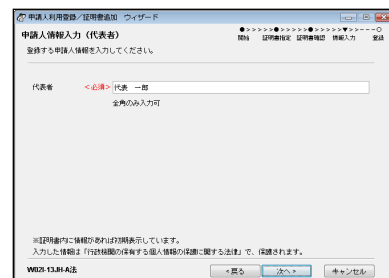 申請人利用登録／証明書追加 ウィザード
申請人情報入力（代表者）
●>>>>>●>>>>>●>>>>>▼>>---○
開始 証明書指定 証明書確認 情報入力 登録
登録する申請人情報を入力してください。
代表者 <必須> 代表 一郎
全角のみ入力可
※証明書内に情報があれば初期表示しています。
入力した情報は「行政機関の保有する個人情報の保護に関する法律」で、保護されます。
W02I-13JH-A法 <戻る 次へ> キャンセル